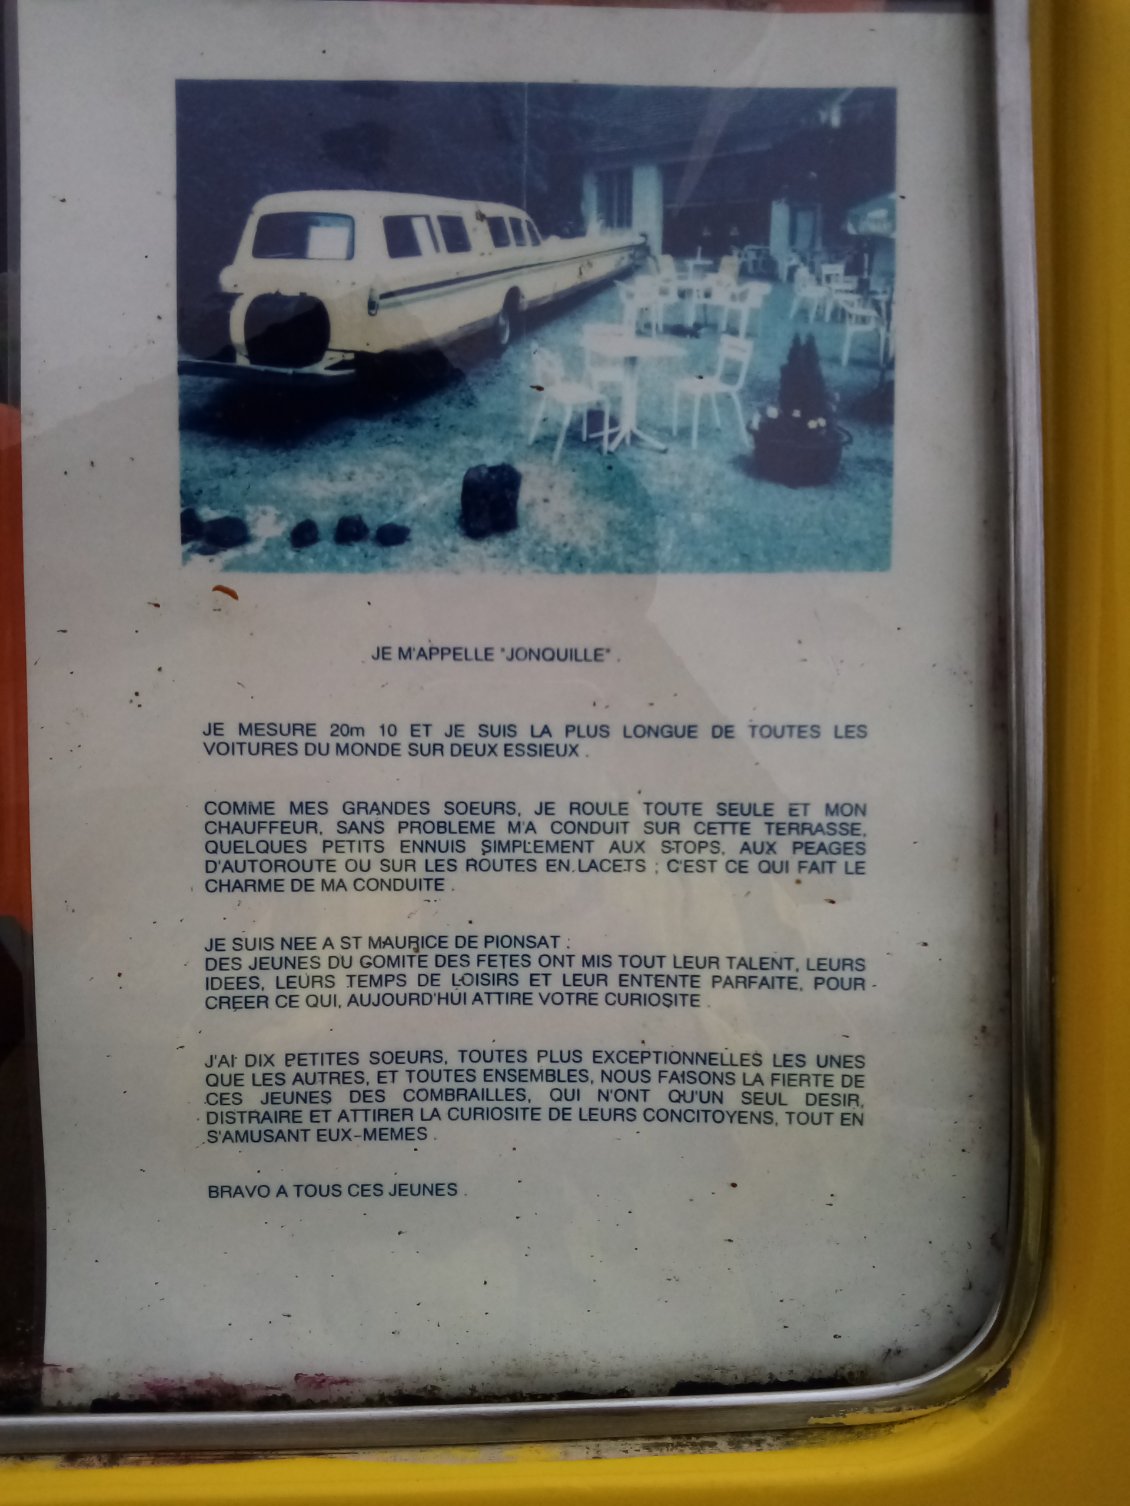 JE M'APPELLE "JONQUILLE" .
JE MESURE 20m 10 ET JE SUIS LA PLUS LONGUE DE TOUTES LES
VOITURES DU MONDE SUR DEUX ESSIEUX .
COMME MES GRANDES SOEURS, JE ROULE TOUTE SEULE ET MON
CHAUFFEUR, SANS PROBLEME M'A CONDUIT SUR CETTE TERRASSE,
QUELQUES PETITS ENNUIS SIMPLEMENT AUX STOPS, AUX PEAGES
D'AUTOROUTE OU SUR LES ROUTES EN LACETS ; C'EST CE QUI FAIT LE
CHARME DE MA CONDUITE .
JE SUIS NEE A ST MAURICE DE PIONSAT :
DES JEUNES DU COMITE DES FETES ONT MIS TOUT LEUR TALENT, LEURS
IDEES, LEURS TEMPS DE LOISIRS ET LEUR ENTENTE PARFAITE, POUR
CREER CE QUI, AUJOURD'HUI ATTIRE VOTRE CURIOSITE .
J'AI DIX PETITES SOEURS, TOUTES PLUS EXCEPTIONNELLES LES UNES
QUE LES AUTRES, ET TOUTES ENSEMBLES, NOUS FAISONS LA FIERTE DE
CES JEUNES DES COMBRAILLES, QUI N'ONT QU'UN SEUL DESIR,
DISTRAIRE ET ATTIRER LA CURIOSITE DE LEURS CONCITOYENS, TOUT EN
S'AMUSANT EUX-MEMES .
BRAVO A TOUS CES JEUNES .